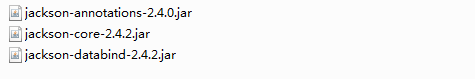 jackson-annotations-2.4.0.jar
jackson-core-2.4.2.jar
jackson-databind-2.4.2.jar